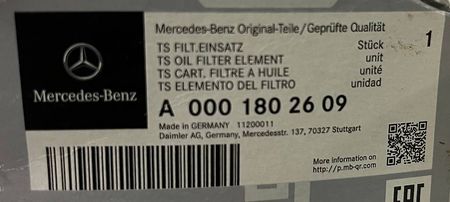 Mercedes-Benz Original-Teile/Geprüfte Qualität
TS FILT.EINSATZ Stück 1
TS OIL FILTER ELEMENT unit
TS CART. FILTRE A HUILE unité
TS ELEMENTO DEL FILTRO unidad
Mercedes-Benz
A 000 180 26 09
Made in GERMANY 11200011
Daimler AG, Germany, Mercedesstr. 137, 70327 Stuttgart
More information on
http://p.mb-qr.com
EAC